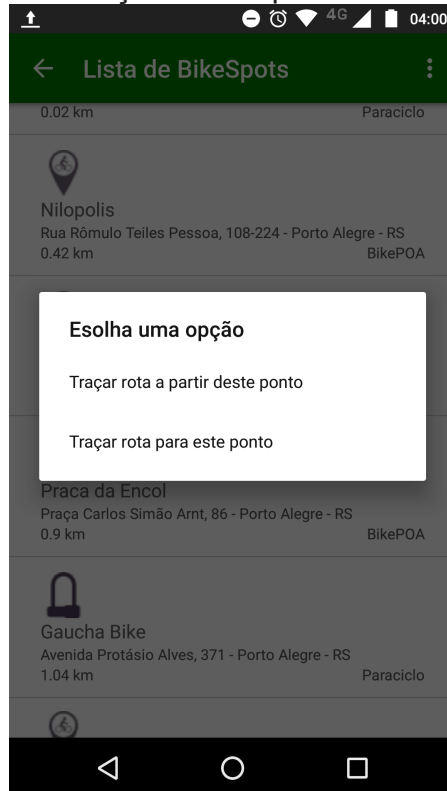 4G 04:00
Lista de BikeSpots
0.02 km Paraciclo
Nilopolis
Rua Rômulo Teiles Pessoa, 108-224 - Porto Alegre - RS
0.42 km BikePOA
Esolha uma opção
Traçar rota a partir deste ponto
Traçar rota para este ponto
Praca da Encol
Praça Carlos Simão Arnt, 86 - Porto Alegre - RS
0.9 km BikePOA
Gaucha Bike
Avenida Protásio Alves, 371 - Porto Alegre - RS
1.04 km Paraciclo